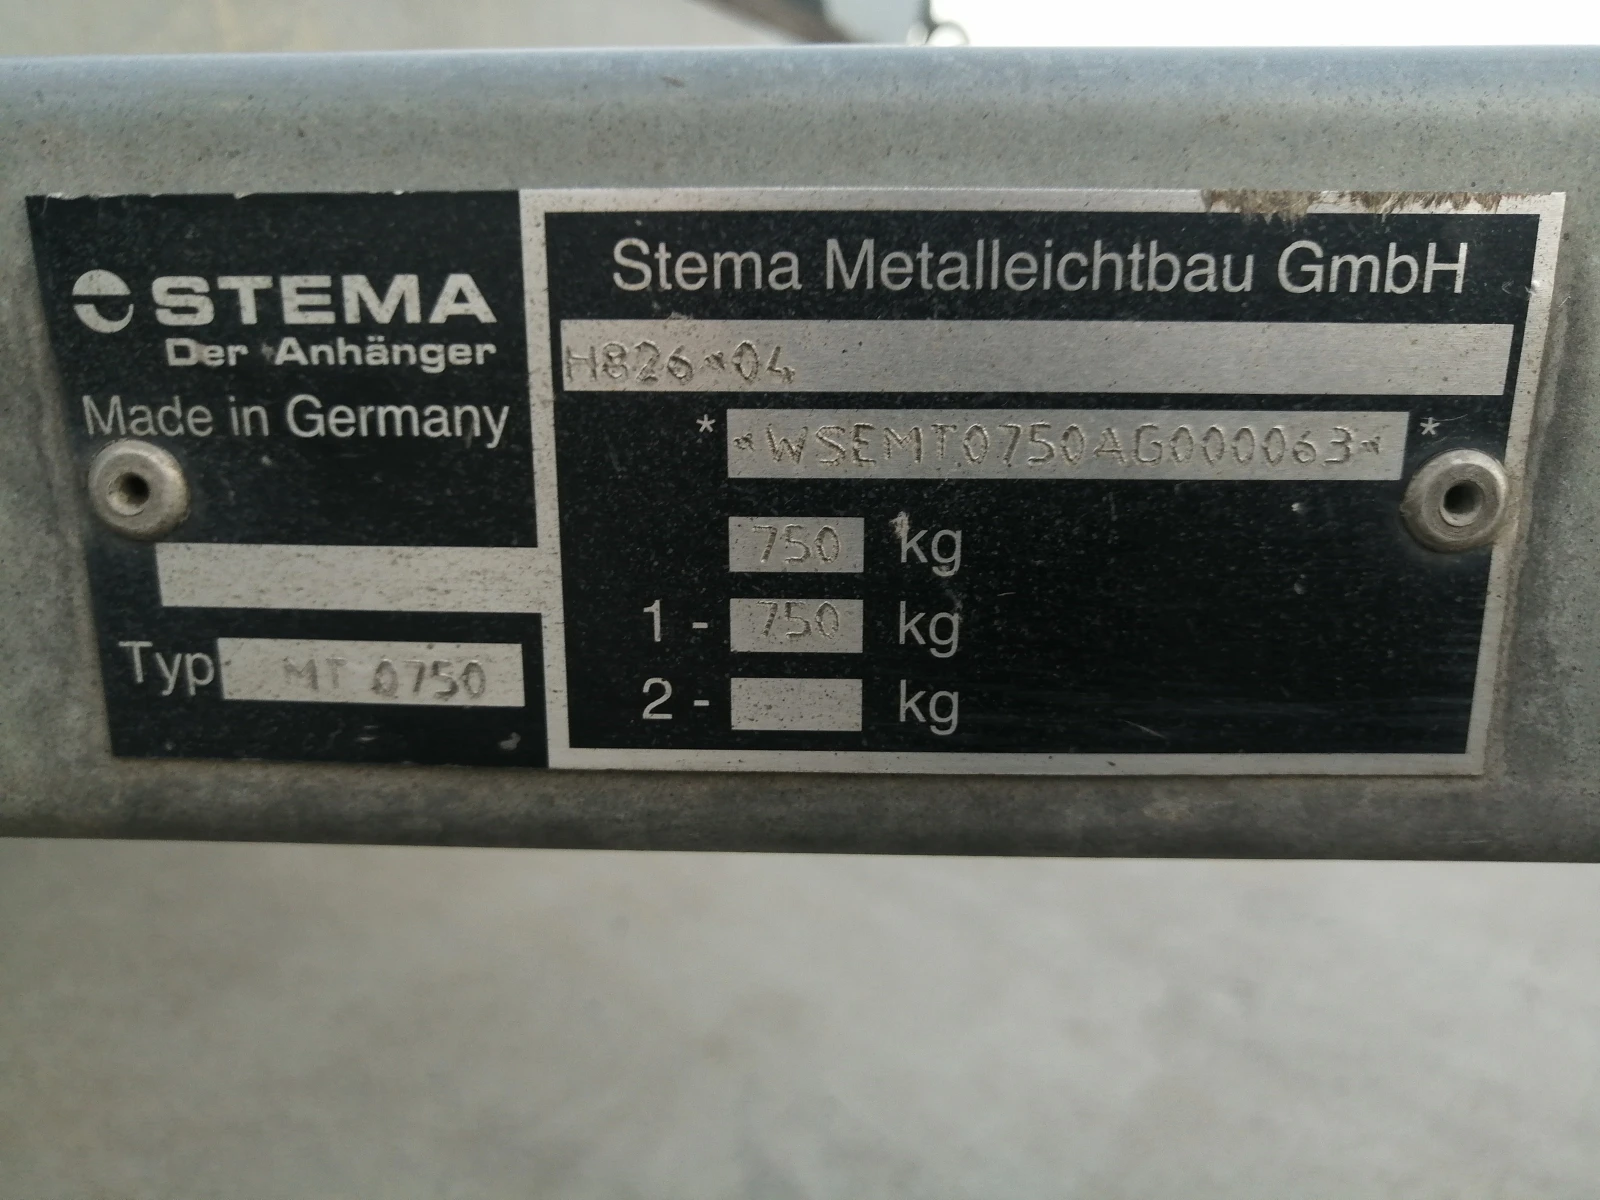 STEMA
Der Anhänger
Made in Germany
Typ MT 0750
Stema Metalleichtbau GmbH
H826*04
* *WSEMT0750AG000063* *
750 kg
1 - 750 kg
2 - kg